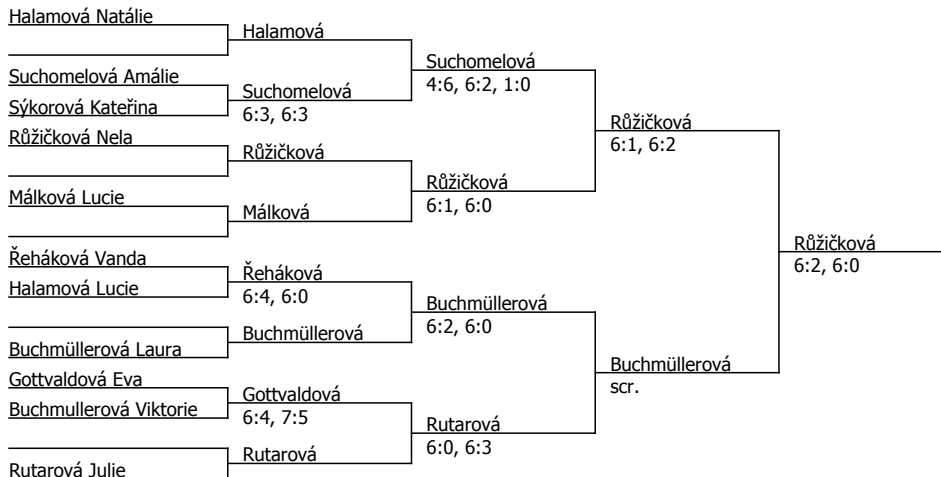 Halamová Natálie
Halamová
Suchomelová
4:6, 6:2, 1:0
Suchomelová Amálie
Suchomelová
6:3, 6:3
Sýkorová Kateřina
Růžičková
6:1, 6:2
Růžičková Nela
Růžičková
Růžičková
6:1, 6:0
Málková Lucie
Málková
Růžičková
6:2, 6:0
Řeháková Vanda
Řeháková
6:4, 6:0
Halamová Lucie
Buchmüllerová
6:2, 6:0
Buchmüllerová
Buchmüllerová Laura
Buchmüllerová
scr.
Gottvaldová Eva
Gottvaldová
6:4, 7:5
Buchmullerová Viktorie
Rutarová
6:0, 6:3
Rutarová
Rutarová Julie